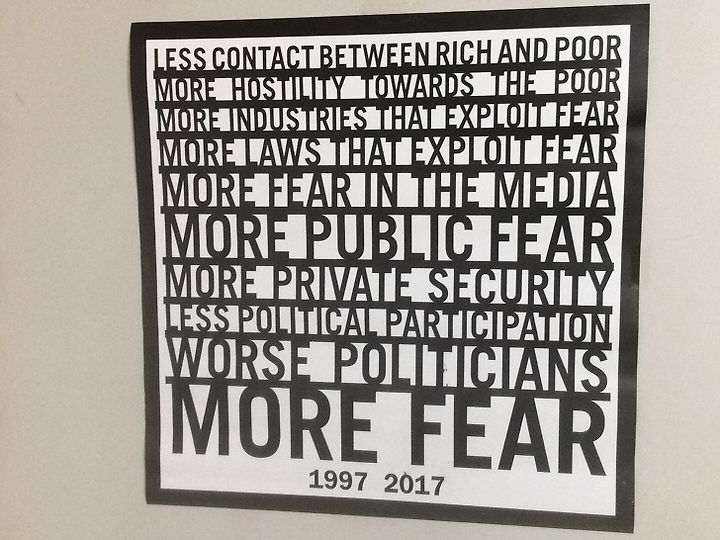 LESS CONTACT BETWEEN RICH AND POOR
MORE HOSTILITY TOWARDS THE POOR
MORE INDUSTRIES THAT EXPLOIT FEAR
MORE LAWS THAT EXPLOIT FEAR
MORE FEAR IN THE MEDIA
MORE PUBLIC FEAR
MORE PRIVATE SECURITY
LESS POLITICAL PARTICIPATION
WORSE POLITICIANS
MORE FEAR
1997 2017